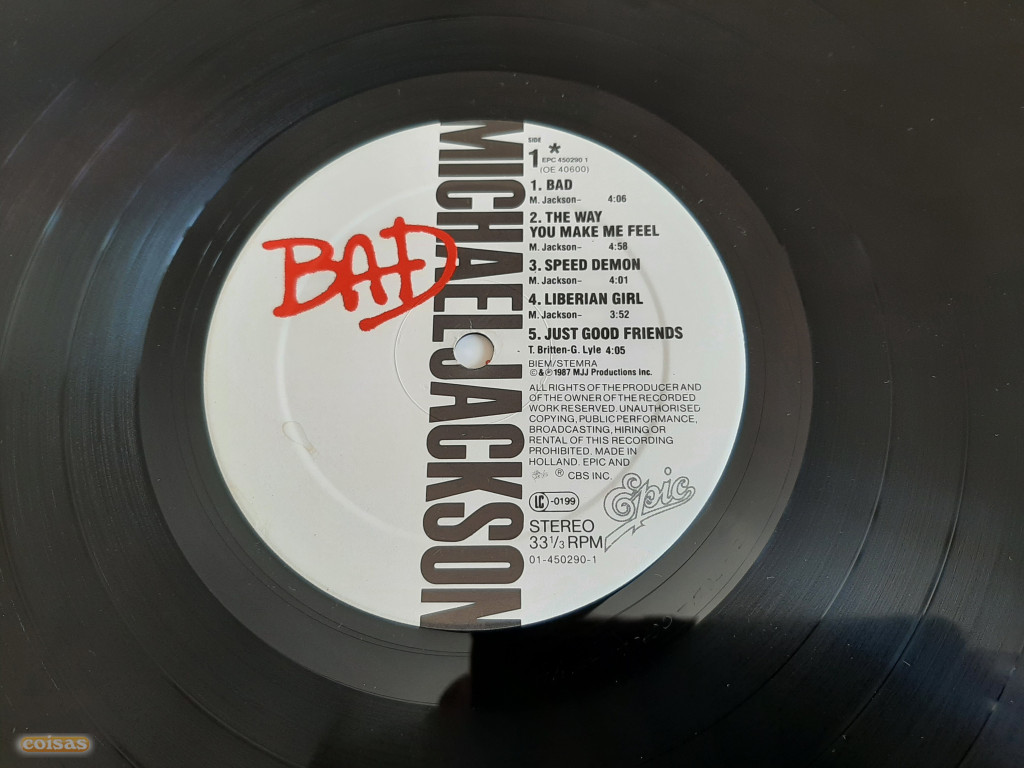 BAD
MICHAEL JACKSON
SIDE
1 *
EPC 450290 1
(OE 40600)
1. BAD
M. Jackson– 4:06
2. THE WAY
YOU MAKE ME FEEL
M. Jackson– 4:58
3. SPEED DEMON
M. Jackson– 4:01
4. LIBERIAN GIRL
M. Jackson– 3:52
5. JUST GOOD FRIENDS
T. Britten-G. Lyle 4:05
BIEM/STEMRA
© & ℗ 1987 MJJ Productions Inc.
ALL RIGHTS OF THE PRODUCER AND
OF THE OWNER OF THE RECORDED
WORK RESERVED. UNAUTHORISED
COPYING, PUBLIC PERFORMANCE,
BROADCASTING, HIRING OR
RENTAL OF THIS RECORDING
PROHIBITED. MADE IN
HOLLAND. EPIC AND
® CBS INC.
LC -0199
Epic
STEREO
33 1/3 RPM
01-450290-1
coisas